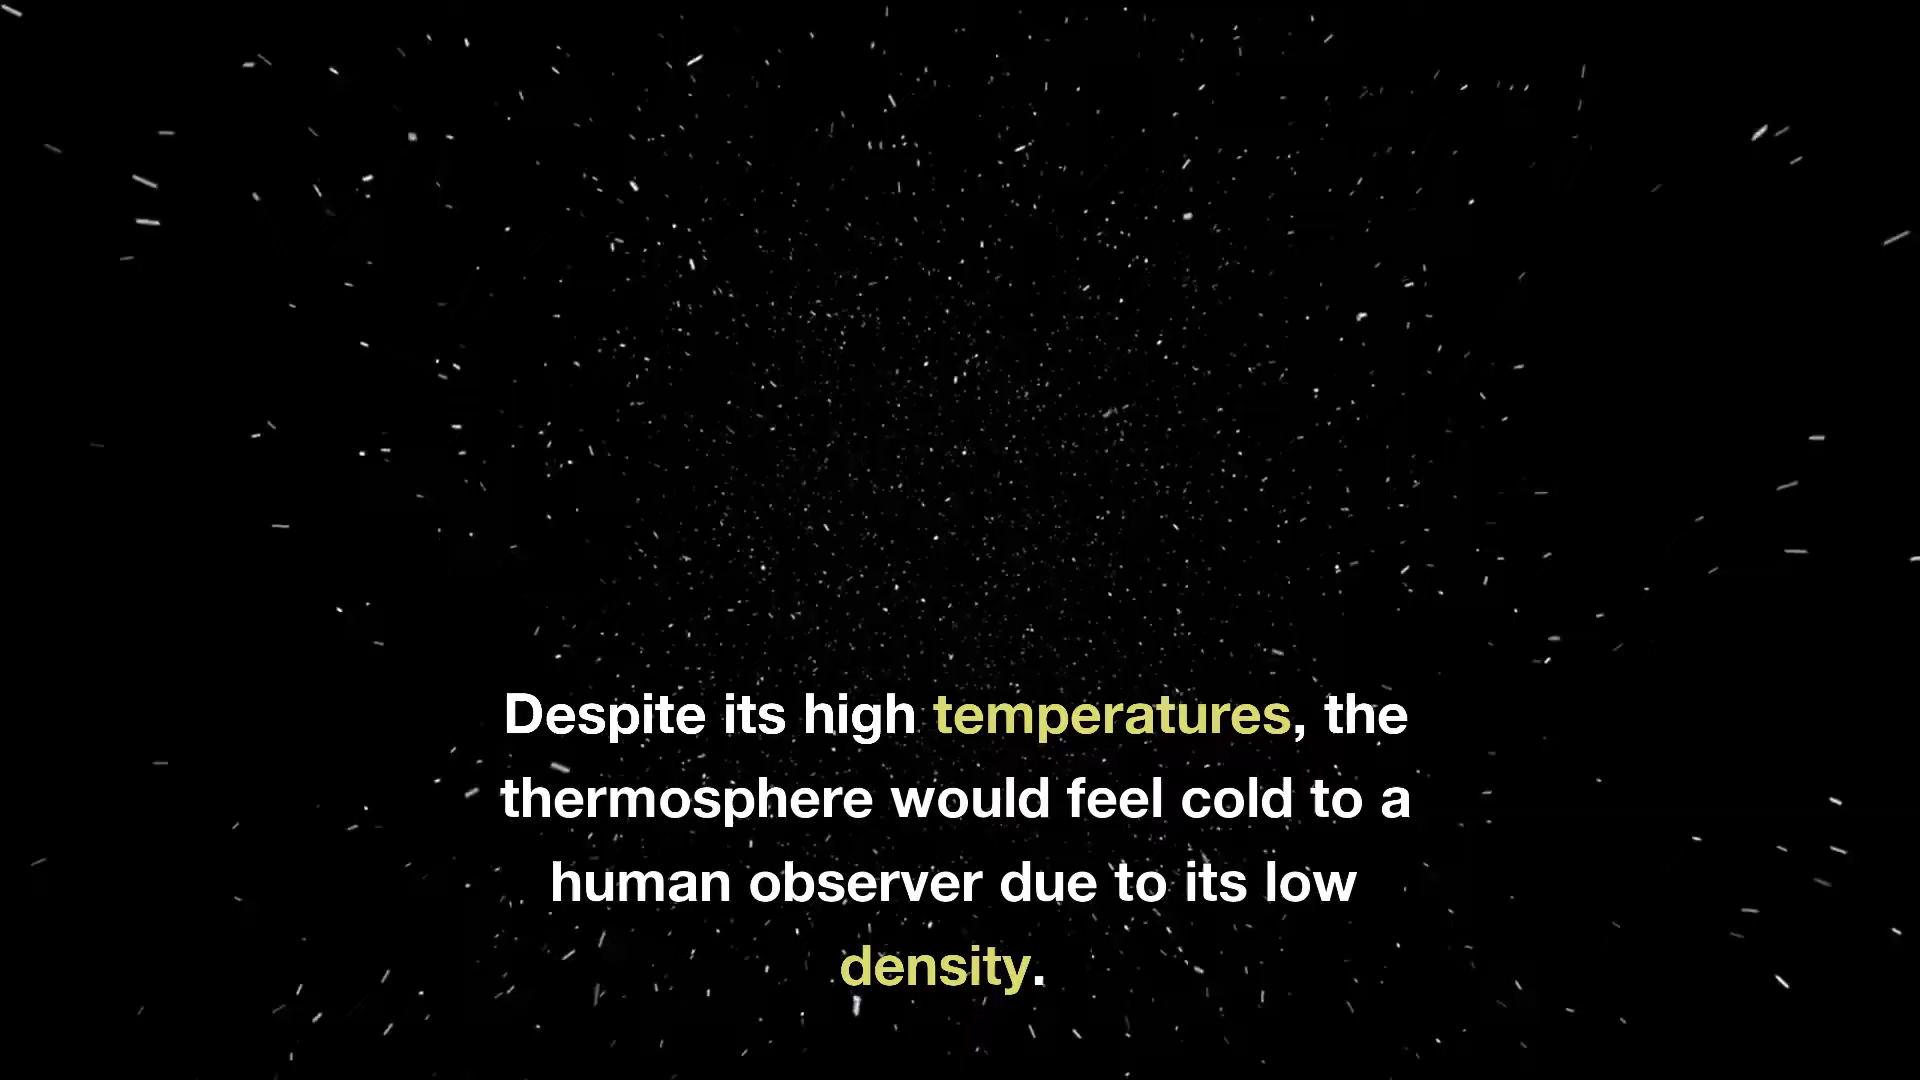 Despite its high temperatures, the
thermosphere would feel cold to a
human observer due to its low
density.